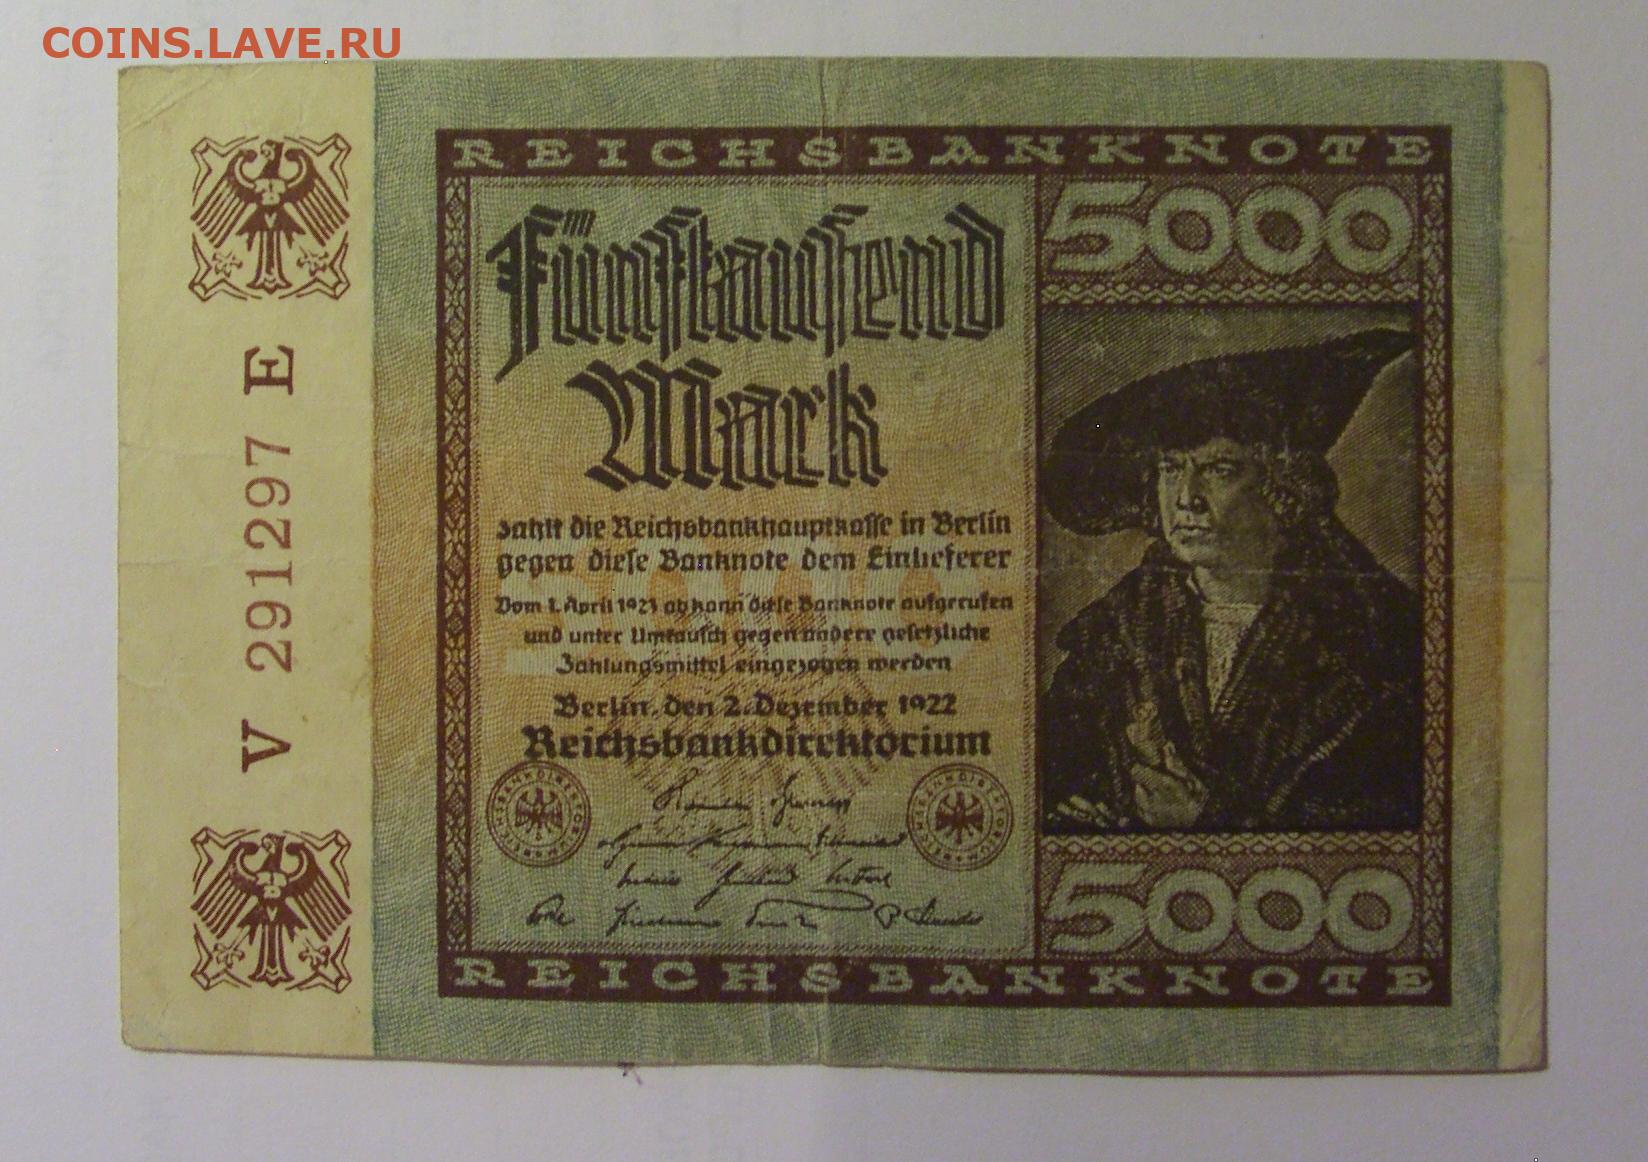 COINS.LAVE.RU
REICHSBANKNOTE
Fünftausend
Mark
5000
zahlt die Reichsbankhauptkasse in Berlin
gegen diese Banknote dem Einlieferer
Vom 1. April 1923 ab kann diese Banknote aufgerufen
und unter Umtausch gegen andere gesetzliche
Zahlungsmittel eingezogen werden
Berlin, den 2. Dezember 1922
Reichsbankdirektorium
5000
REICHSBANKNOTE
V 291297 E